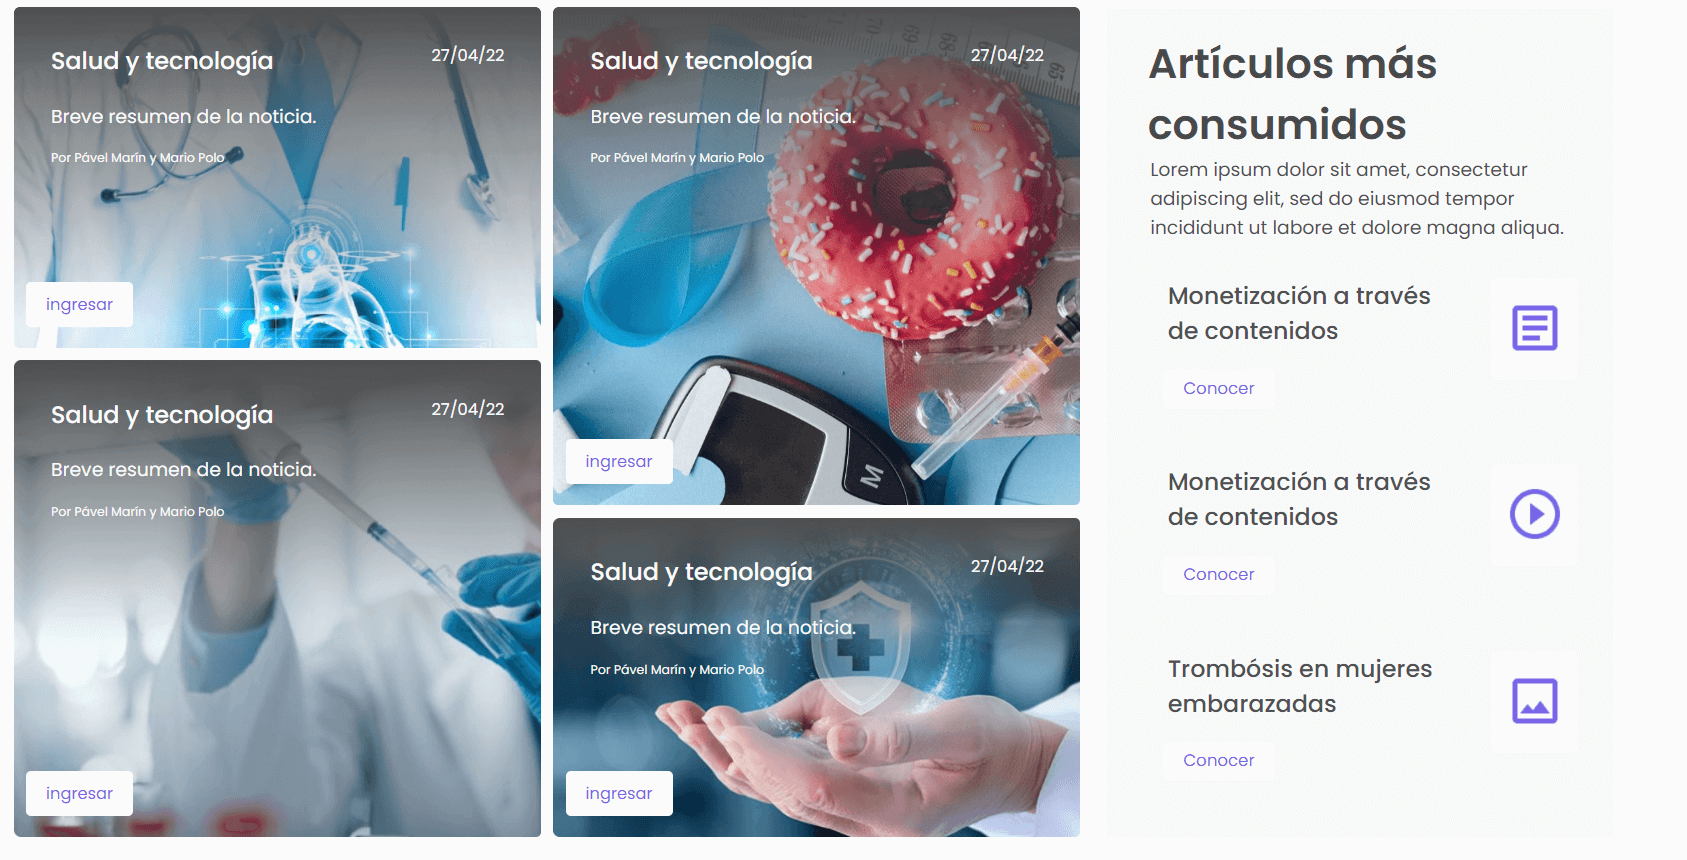 Salud y tecnología
27/04/22
Breve resumen de la noticia.
Por Pável Marín y Mario Polo
ingresar
Salud y tecnología
27/04/22
Breve resumen de la noticia.
Por Pável Marín y Mario Polo
ingresar
Salud y tecnología
27/04/22
Breve resumen de la noticia.
Por Pável Marín y Mario Polo
M
ingresar
Salud y tecnología
27/04/22
Breve resumen de la noticia.
Por Pável Marín y Mario Polo
ingresar
Artículos más
consumidos
Lorem ipsum dolor sit amet, consectetur
adipiscing elit, sed do eiusmod tempor
incididunt ut labore et dolore magna aliqua.
Monetización a través
de contenidos
Conocer
Monetización a través
de contenidos
Conocer
Trombósis en mujeres
embarazadas
Conocer